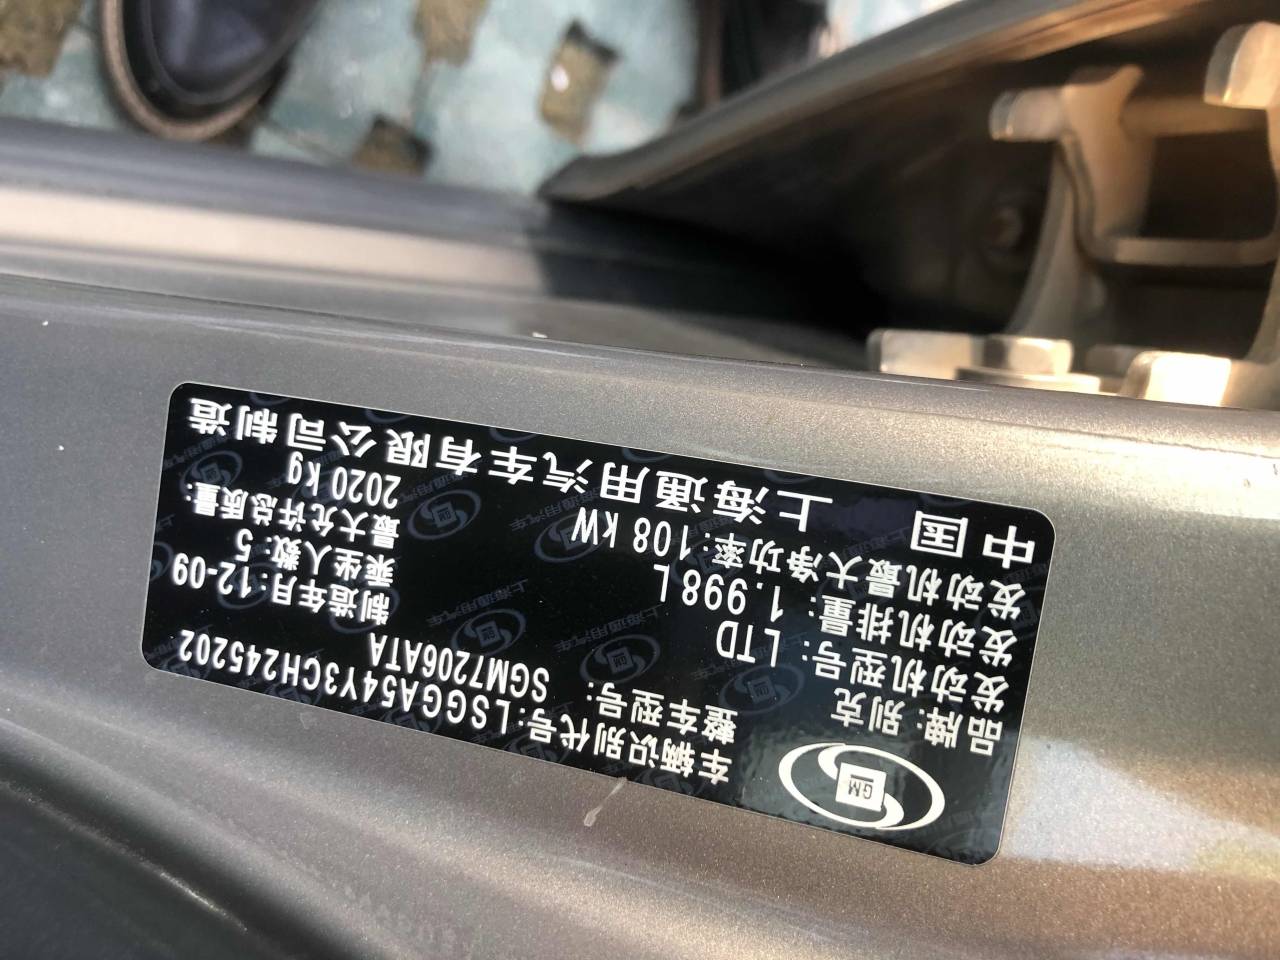 GM
车辆识别代号:LSGGA54Y3CH245202
整车型号: SGM7206ATA
品牌: 别克
制造年月:12-09
发动机型号: LTD
乘坐人数: 5
发动机排量: 1.998L
最大允许总质量: 2020 kg
发动机最大净功率:108 kW
中国 上海通用汽车有限公司制造